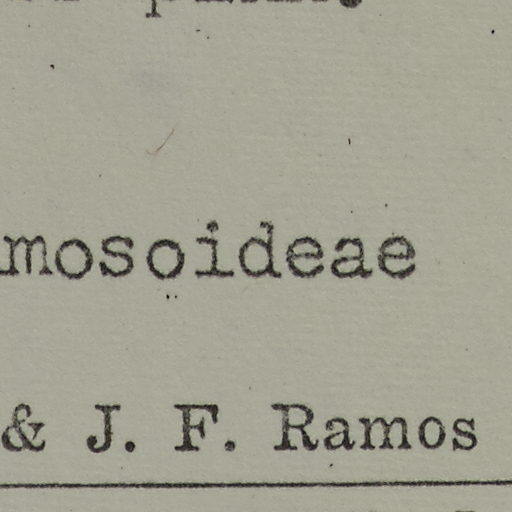 mosoideae
& J. F. Ramos